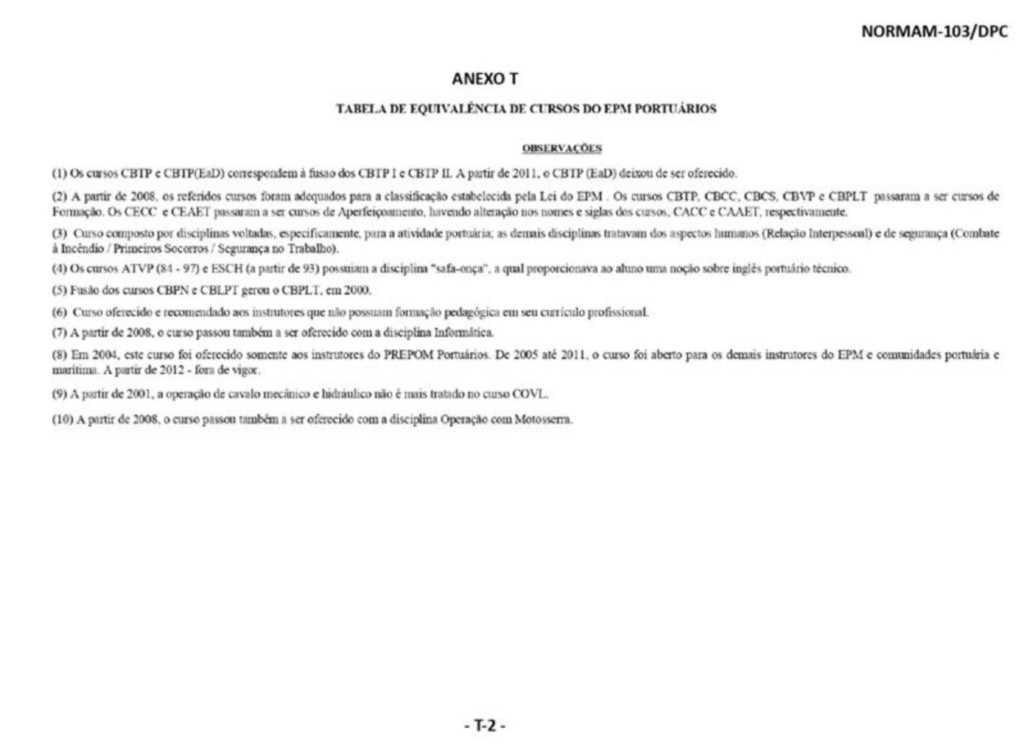 NORMAM-103/DPC
ANEXO T
TABELA DE EQUIVALÊNCIA DE CURSOS DO EPM PORTUÁRIOS
OBSERVAÇÕES
(1) Os cursos CBTP e CBTP(EaD) correspondem à fusão dos CBTP I e CBTP II. A partir de 2011, o CBTP (EaD) deixou de ser oferecido.
(2) A partir de 2008, os referidos cursos foram adequados para a classificação estabelecida pela Lei do EPM . Os cursos CBTP, CBCC, CBCS, CBVP e CBPLT passaram a ser cursos de
Formação. Os CECC e CEAET passaram a ser cursos de Aperfeiçoamento, havendo alteração nos nomes e siglas dos cursos, CACC e CAAET, respectivamente.
(3) Curso composto por disciplinas voltadas, especificamente, para a atividade portuária; as demais disciplinas tratavam dos aspectos humanos (Relação Interpessoal) e de segurança (Combate
à Incêndio / Primeiros Socorros / Segurança no Trabalho).
(4) Os cursos ATVP (84 - 97) e ESCH (a partir de 93) possuíam a disciplina "safa-onça", a qual proporcionava ao aluno uma noção sobre inglês portuário técnico.
(5) Fusão dos cursos CBPN e CBLPT gerou o CBPLT, em 2000.
(6) Curso oferecido e recomendado aos instrutores que não possuam formação pedagógica em seu currículo profissional.
(7) A partir de 2008, o curso passou também a ser oferecido com a disciplina Informática.
(8) Em 2004, este curso foi oferecido somente aos instrutores do PREPOM Portuários. De 2005 até 2011, o curso foi aberto para os demais instrutores do EPM e comunidades portuária e
marítima. A partir de 2012 - fora de vigor.
(9) A partir de 2001, a operação de cavalo mecânico e hidráulico não é mais tratado no curso COVL.
(10) A partir de 2008, o curso passou também a ser oferecido com a disciplina Operação com Motosserra.
- T-2 -